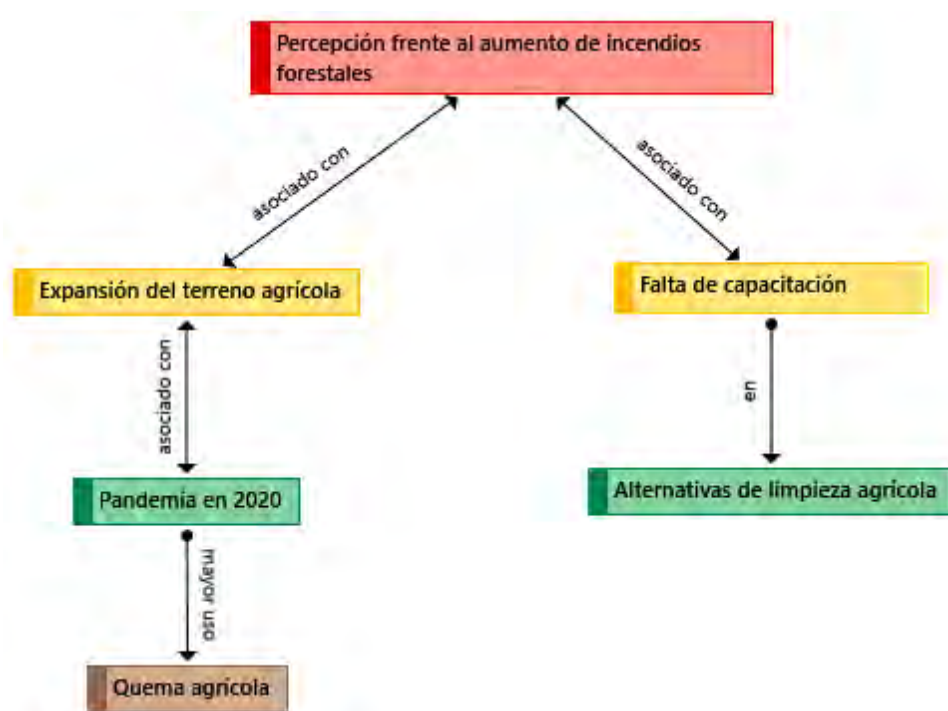 Percepción frente al aumento de incendios
forestales
asociado con
asociado con
Expansión del terreno agrícola
Falta de capacitación
asociado con
en
Pandemia en 2020
Alternativas de limpieza agrícola
mayor uso
Quema agrícola